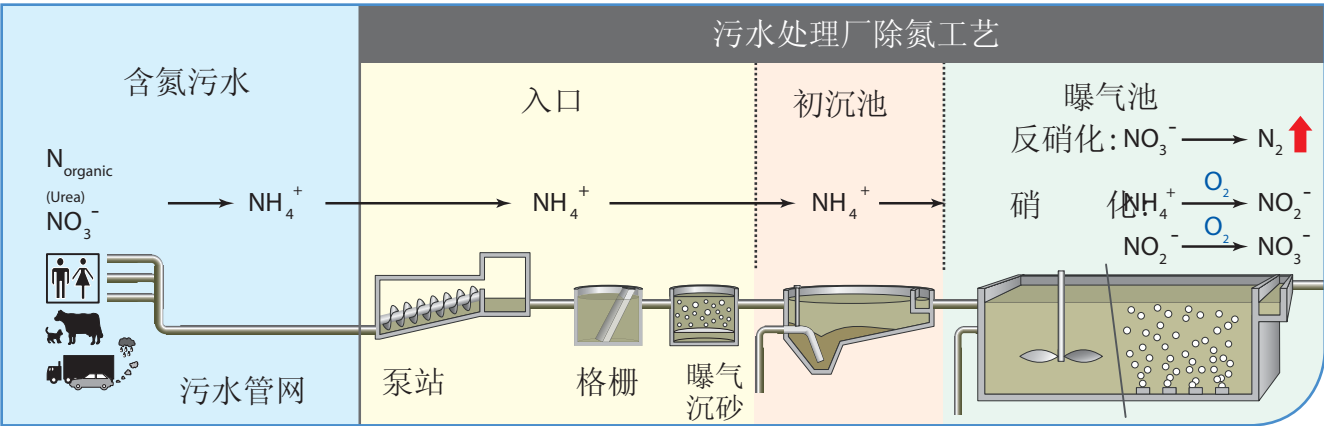 污水处理厂除氮工艺
含氮污水
入口
初沉池
曝气池
反硝化: NO₃⁻ → N₂
N organic
(Urea)
NO₃⁻
→ NH₄⁺ → NH₄⁺ → NH₄⁺ →
硝 化: NH₄⁺ O₂ → NO₂⁻
NO₂⁻ O₂ → NO₃⁻
污水管网
泵站
格栅
曝气
沉砂